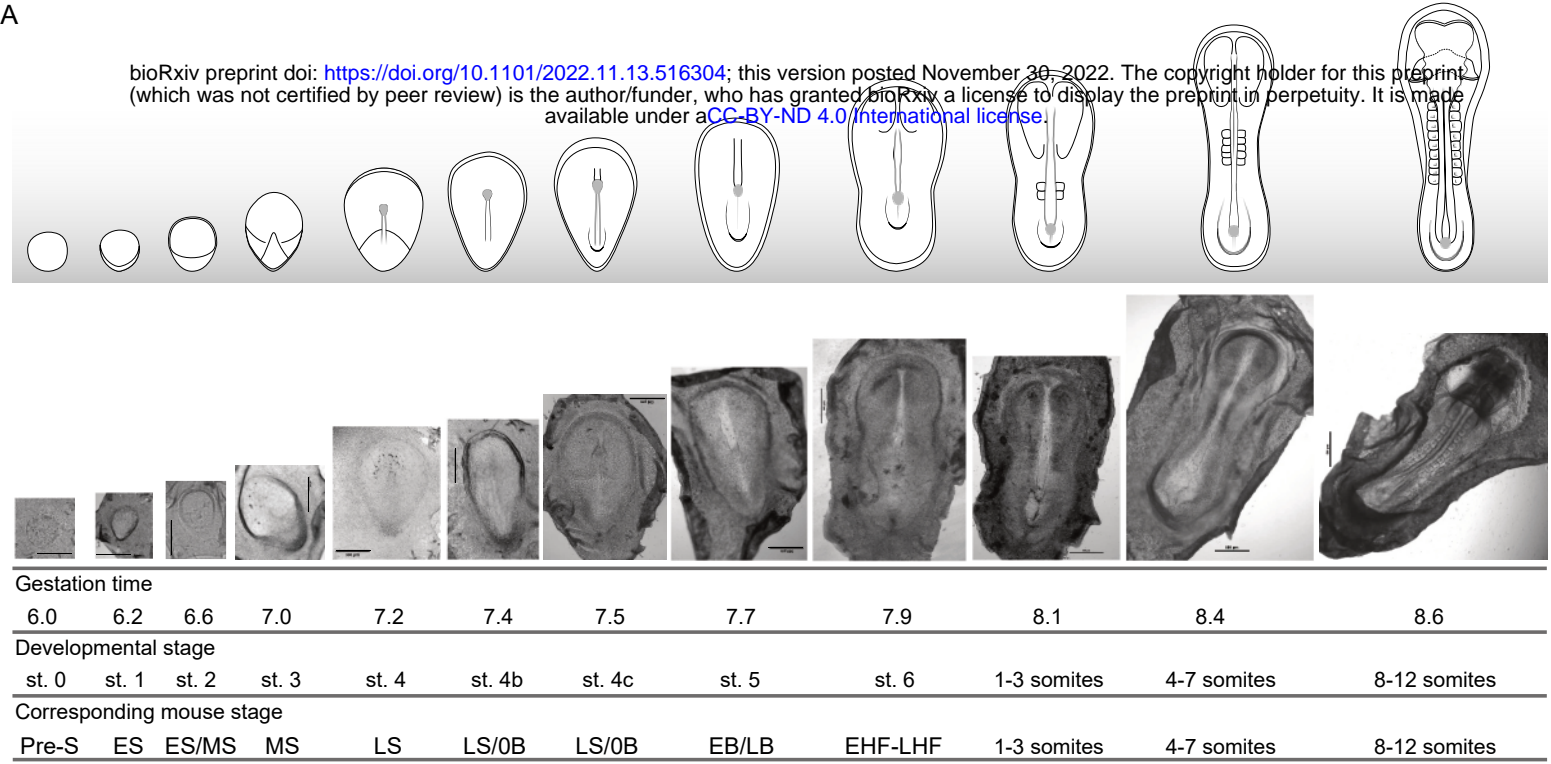 A
bioRxiv preprint doi: https://doi.org/10.1101/2022.11.13.516304; this version posted November 30, 2022. The copyright holder for this preprint
(which was not certified by peer review) is the author/funder, who has granted bioRxiv a license to display the preprint in perpetuity. It is made
available under aCC-BY-ND 4.0 International license.
Gestation time
6.0 6.2 6.6 7.0 7.2 7.4 7.5 7.7 7.9 8.1 8.4 8.6
Developmental stage
st. 0 st. 1 st. 2 st. 3 st. 4 st. 4b st. 4c st. 5 st. 6 1-3 somites 4-7 somites 8-12 somites
Corresponding mouse stage
Pre-S ES ES/MS MS LS LS/0B LS/0B EB/LB EHF-LHF 1-3 somites 4-7 somites 8-12 somites